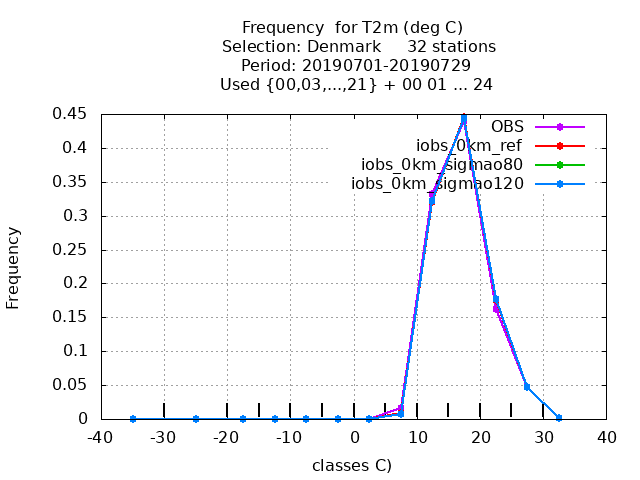 Frequency  for T2m (deg C)
Selection: Denmark     32 stations
Period: 20190701-20190729
Used {00,03,...,21} + 00 01 ... 24
0.45
0.4
0.35
0.3
0.25
0.2
0.15
0.1
0.05
0
Frequency
OBS
iobs_0km_ref
iobs_0km_sigmao80
iobs_0km_sigmao120
-40 -30 -20 -10 0 10 20 30 40
classes C)